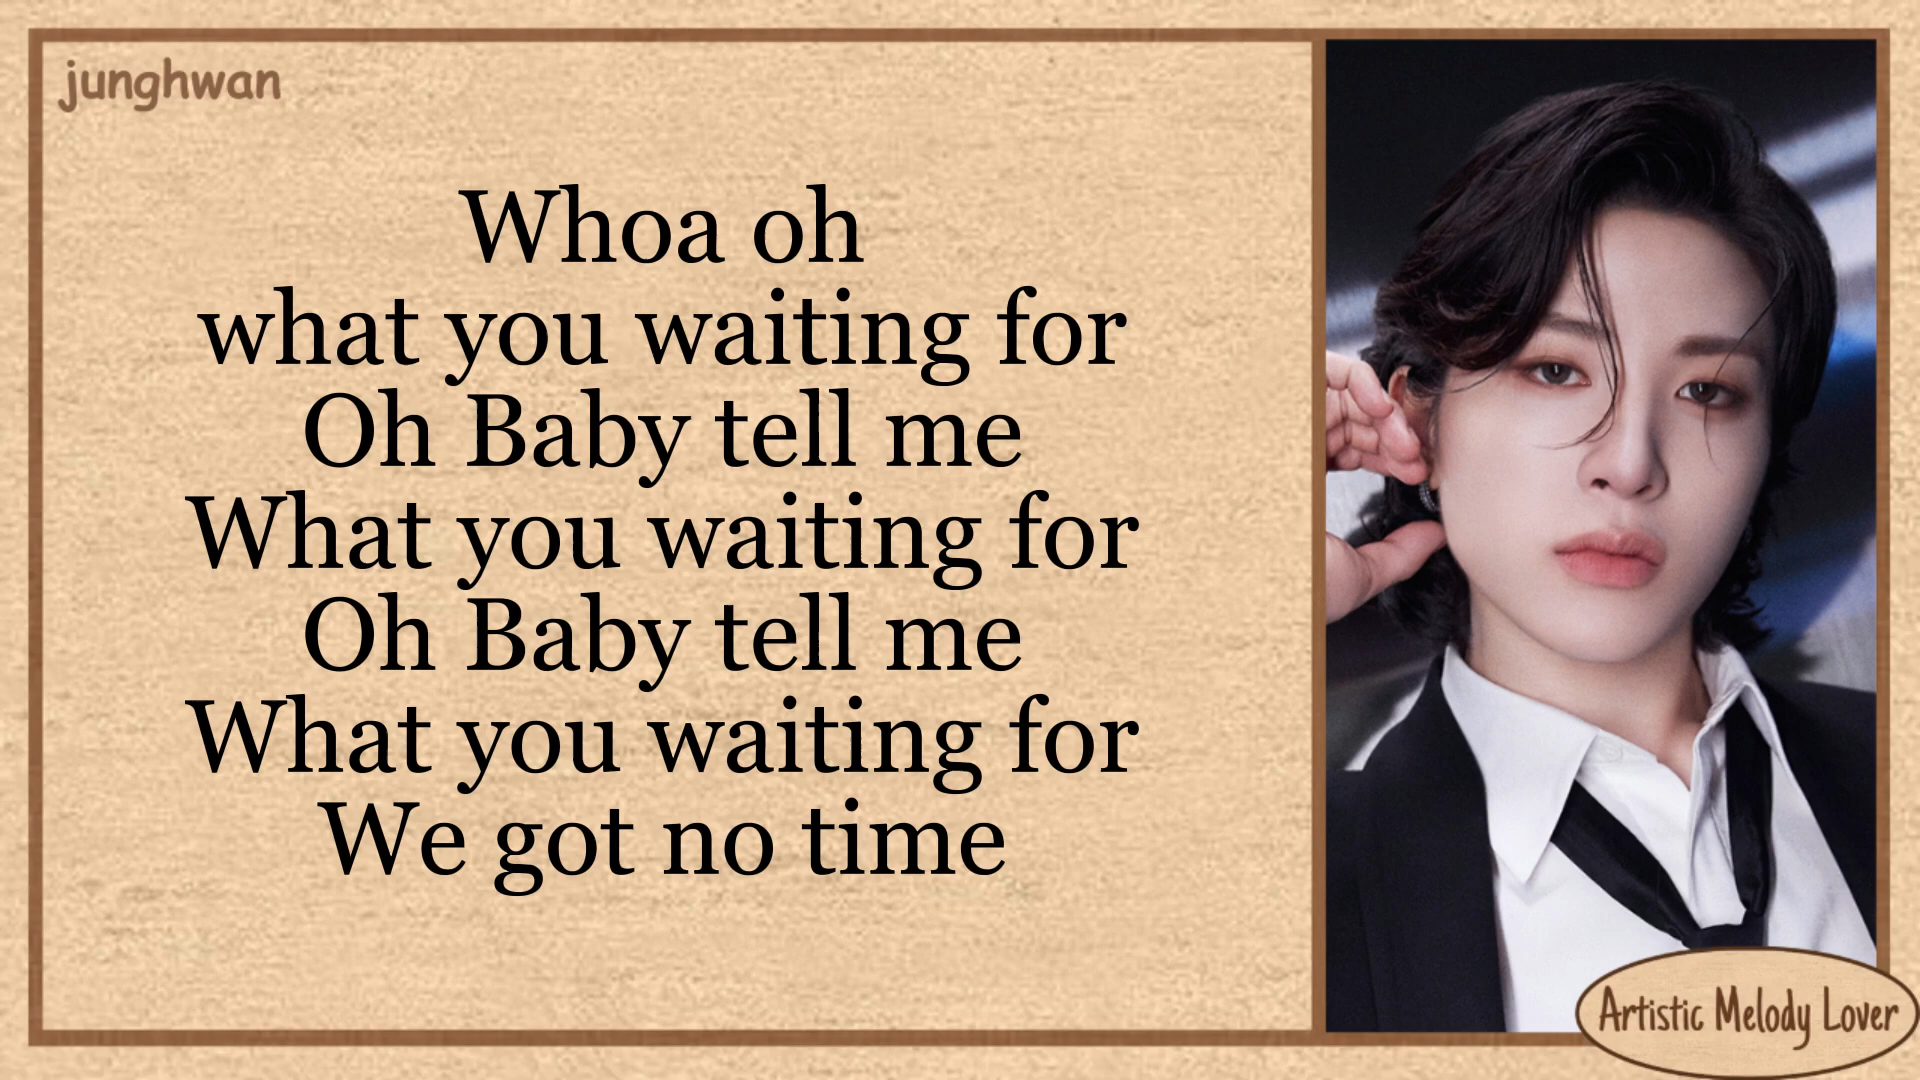 junghwan
Whoa oh
what you waiting for
Oh Baby tell me
What you waiting for
Oh Baby tell me
What you waiting for
We got no time
Artistic Melody Lover